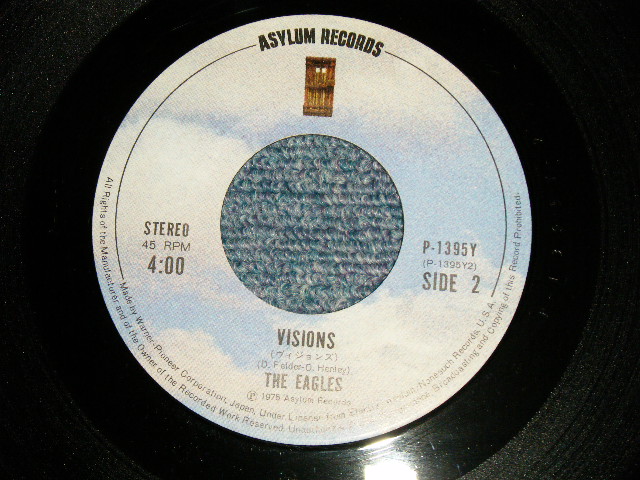 ASYLUM RECORDS
STEREO
45 RPM
4:00
P-1395Y
(P-1395Y2)
SIDE 2
VISIONS
(ヴィジョンズ)
(D. Felder-D. Henley)
THE EAGLES
Ⓟ 1975 Asylum Records
All Rights of the Manufacturer and of the Owner of the Recorded Work Reserved.
Broadcasting and Copying of this Record Prohibited.
Made by Warner-Pioneer Corporation, Japan, Under License from Records, U.S.A.